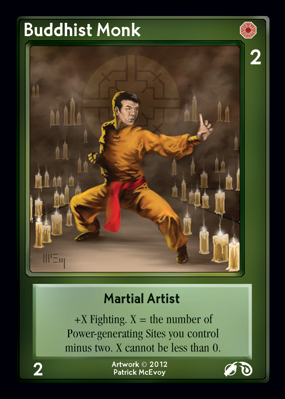 Buddhist Monk
2
Martial Artist
+X Fighting. X = the number of
Power-generating Sites you control
minus two. X cannot be less than 0.
2
Artwork © 2012
Patrick McEvoy